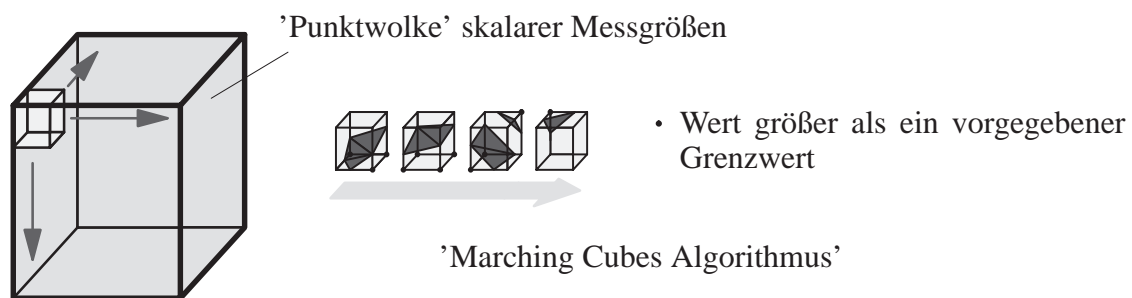 ’Punktwolke’ skalarer Messgrößen
• Wert größer als ein vorgegebener
Grenzwert
’Marching Cubes Algorithmus’